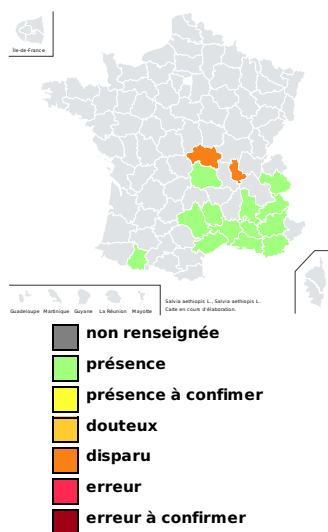 Île-de-France
Guadeloupe Martinique Guyane La Réunion Mayotte
Salvia aethiopis L., Salvia aethiopis L.
Carte en cours d'élaboration.
non renseignée
présence
présence à confimer
douteux
disparu
erreur
erreur à confirmer